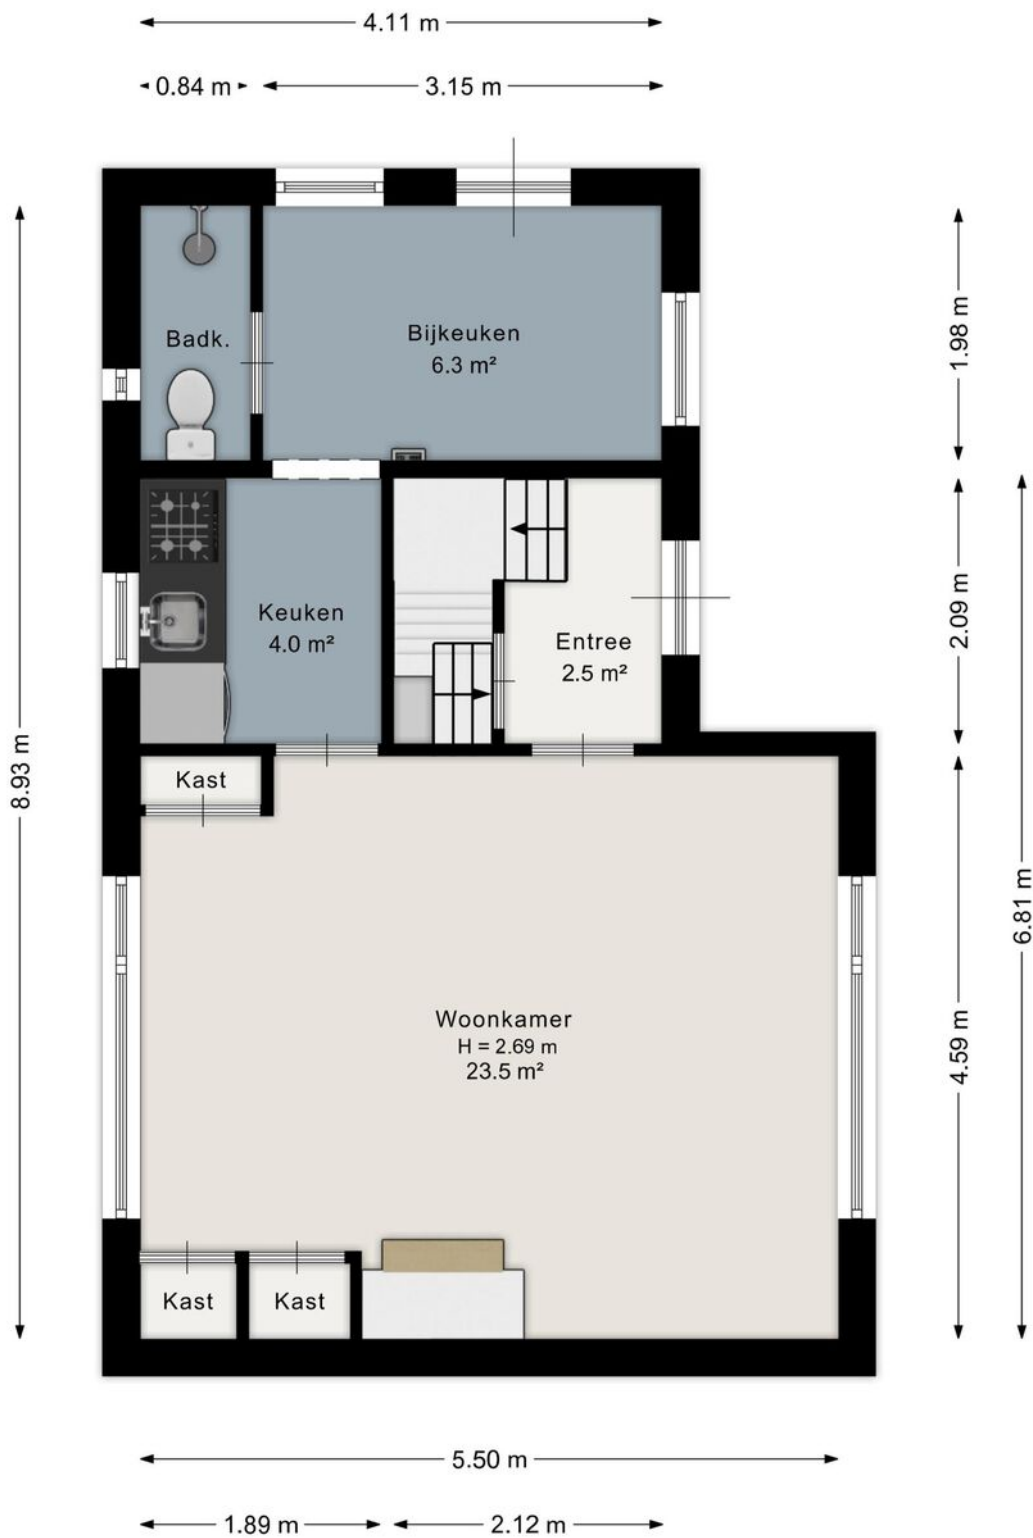 4.11 m
0.84 m
3.15 m
Badk.
Bijkeuken
6.3 m²
1.98 m
Keuken
4.0 m²
Entree
2.5 m²
2.09 m
8.93 m
Kast
6.81 m
Woonkamer
H = 2.69 m
23.5 m²
4.59 m
Kast
Kast
5.50 m
1.89 m
2.12 m